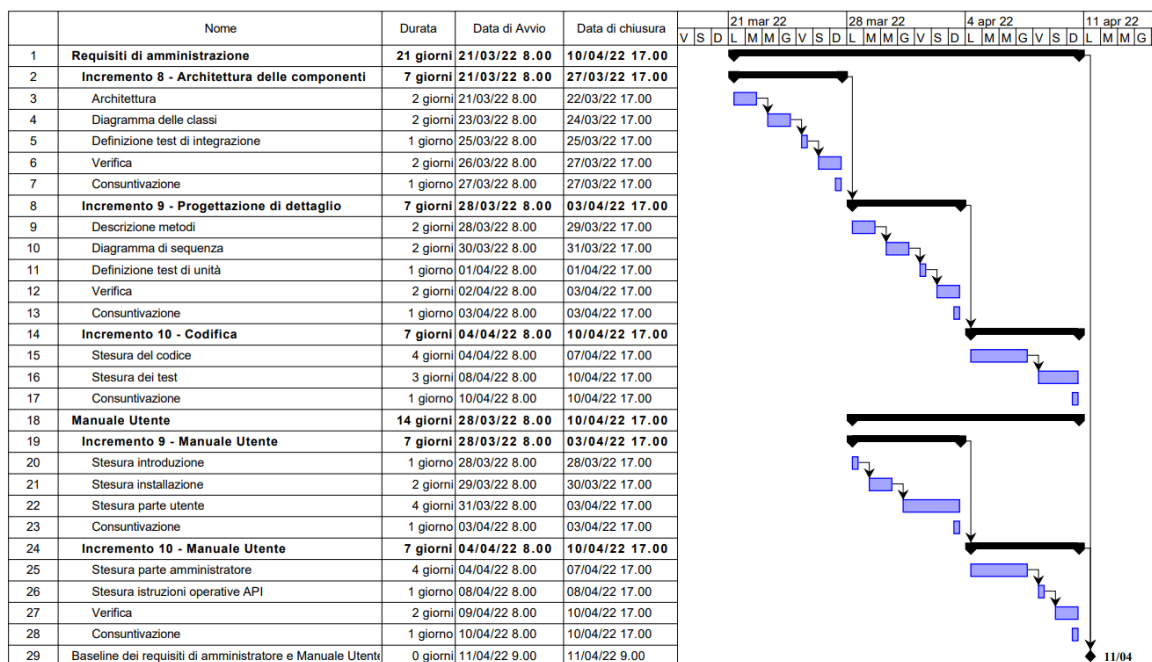 Nome Durata Data di Avvio Data di chiusura
21 mar 22 28 mar 22 4 apr 22 11 apr 22
V S D L M M G V S D L M M G V S D L M M G V S D L M M G
1 Requisiti di amministrazione 21 giorni 21/03/22 8.00 10/04/22 17.00
2 Incremento 8 - Architettura delle componenti 7 giorni 21/03/22 8.00 27/03/22 17.00
3 Architettura 2 giorni 21/03/22 8.00 22/03/22 17.00
4 Diagramma delle classi 2 giorni 23/03/22 8.00 24/03/22 17.00
5 Definizione test di integrazione 1 giorno 25/03/22 8.00 25/03/22 17.00
6 Verifica 2 giorni 26/03/22 8.00 27/03/22 17.00
7 Consuntivazione 1 giorno 27/03/22 8.00 27/03/22 17.00
8 Incremento 9 - Progettazione di dettaglio 7 giorni 28/03/22 8.00 03/04/22 17.00
9 Descrizione metodi 2 giorni 28/03/22 8.00 29/03/22 17.00
10 Diagramma di sequenza 2 giorni 30/03/22 8.00 31/03/22 17.00
11 Definizione test di unità 1 giorno 01/04/22 8.00 01/04/22 17.00
12 Verifica 2 giorni 02/04/22 8.00 03/04/22 17.00
13 Consuntivazione 1 giorno 03/04/22 8.00 03/04/22 17.00
14 Incremento 10 - Codifica 7 giorni 04/04/22 8.00 10/04/22 17.00
15 Stesura del codice 4 giorni 04/04/22 8.00 07/04/22 17.00
16 Stesura dei test 3 giorni 08/04/22 8.00 10/04/22 17.00
17 Consuntivazione 1 giorno 10/04/22 8.00 10/04/22 17.00
18 Manuale Utente 14 giorni 28/03/22 8.00 10/04/22 17.00
19 Incremento 9 - Manuale Utente 7 giorni 28/03/22 8.00 03/04/22 17.00
20 Stesura introduzione 1 giorno 28/03/22 8.00 28/03/22 17.00
21 Stesura installazione 2 giorni 29/03/22 8.00 30/03/22 17.00
22 Stesura parte utente 4 giorni 31/03/22 8.00 03/04/22 17.00
23 Consuntivazione 1 giorno 03/04/22 8.00 03/04/22 17.00
24 Incremento 10 - Manuale Utente 7 giorni 04/04/22 8.00 10/04/22 17.00
25 Stesura parte amministratore 4 giorni 04/04/22 8.00 07/04/22 17.00
26 Stesura istruzioni operative API 1 giorno 08/04/22 8.00 08/04/22 17.00
27 Verifica 2 giorni 09/04/22 8.00 10/04/22 17.00
28 Consuntivazione 1 giorno 10/04/22 8.00 10/04/22 17.00
29 Baseline dei requisiti di amministratore e Manuale Utente 0 giorni 11/04/22 9.00 11/04/22 9.00 11/04